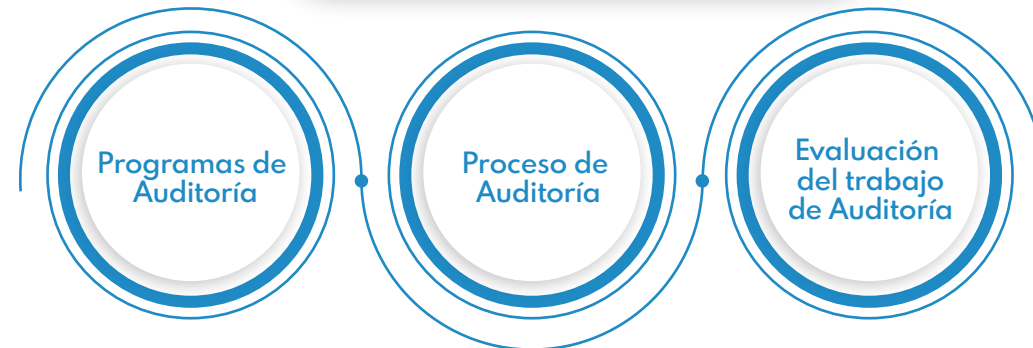 Programas de
Auditoría
Proceso de
Auditoría
Evaluación
del trabajo
de Auditoría